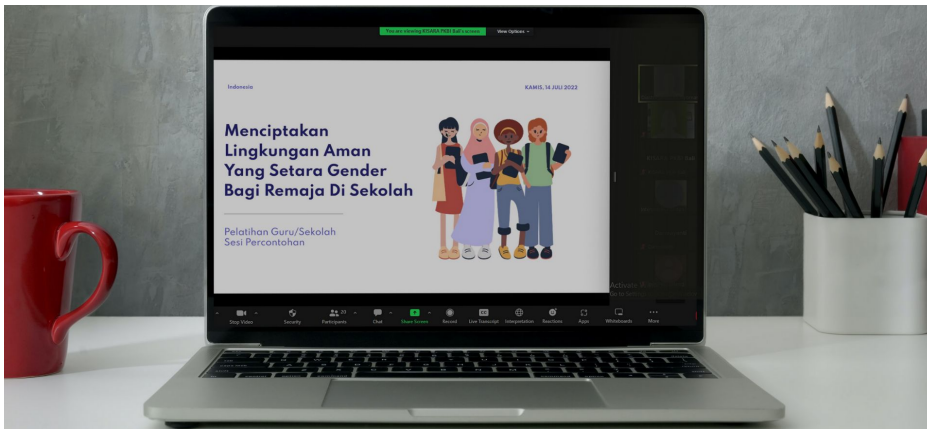 You are viewing KISARA PKBI Bali's screen
View Options
Indonesia
KAMIS, 14 JULI 2022
Menciptakan
Lingkungan Aman
Yang Setara Gender
Bagi Remaja Di Sekolah
Pelatihan Guru/Sekolah
Sesi Percontohan
Stop Video
Security
Participants
Chat
Share Screen
Record
Live Transcript
Interpretation
Reactions
Apps
Whiteboards
More